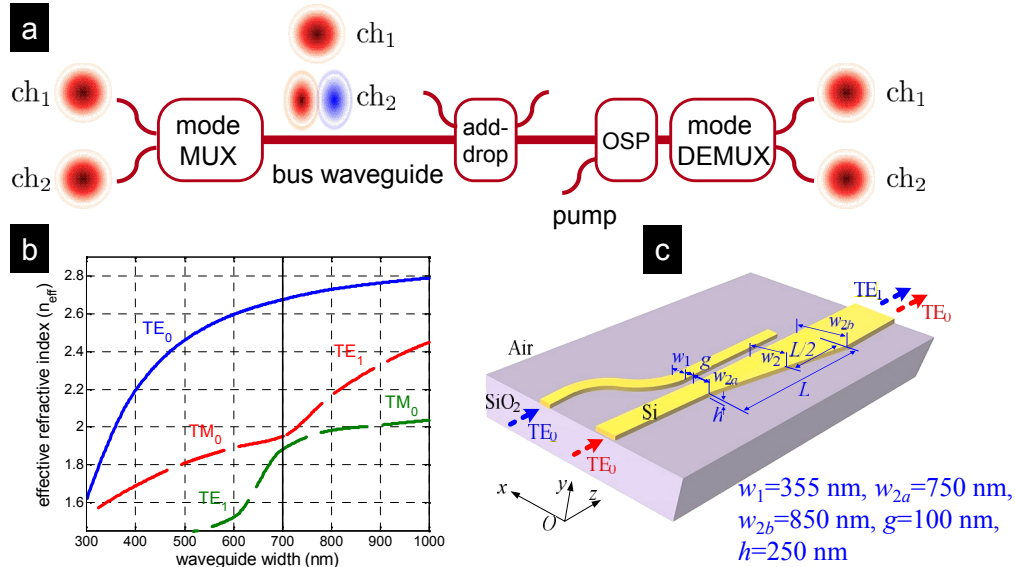 a
ch₁
ch₂
ch₁
ch₂
mode
MUX
bus waveguide
add-
drop
OSP
pump
mode
DEMUX
ch₁
ch₂
b
effective refractive index (n_eff)
2.8
2.6
2.4
2.2
2
1.8
1.6
TE₀
TE₁
TM₀
TM₀
TE₁
300 400 500 600 700 800 900 1000
waveguide width (nm)
c
TE₁
TE₀
Air
w₁
g
w₂ₐ
w₂
w₂b
L/2
L
h
SiO₂
Si
TE₀
TE₀
x
y
z
O
w₁=355 nm, w₂ₐ=750 nm,
w₂b=850 nm, g=100 nm,
h=250 nm